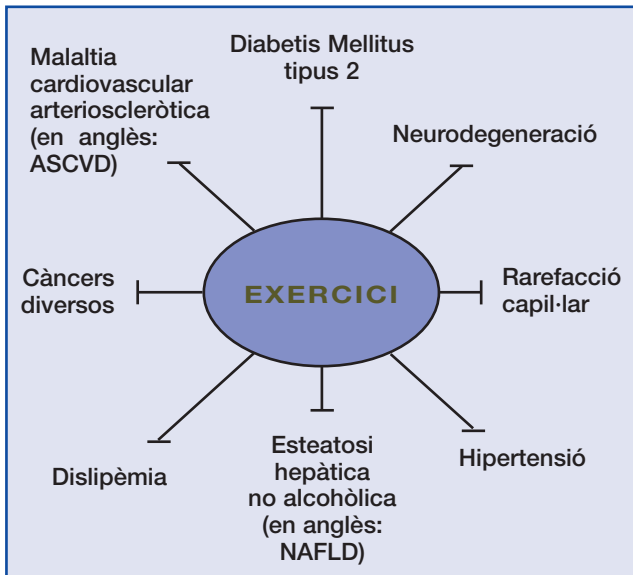 Diabetis Mellitus
tipus 2
Malaltia
cardiovascular
arterioscleròtica
(en anglès:
ASCVD)
Neurodegeneració
Càncers
diversos
EXERCICI
Rarefacció
capil·lar
Dislipèmia
Esteatosi
hepàtica
no alcohòlica
(en anglès:
NAFLD)
Hipertensió